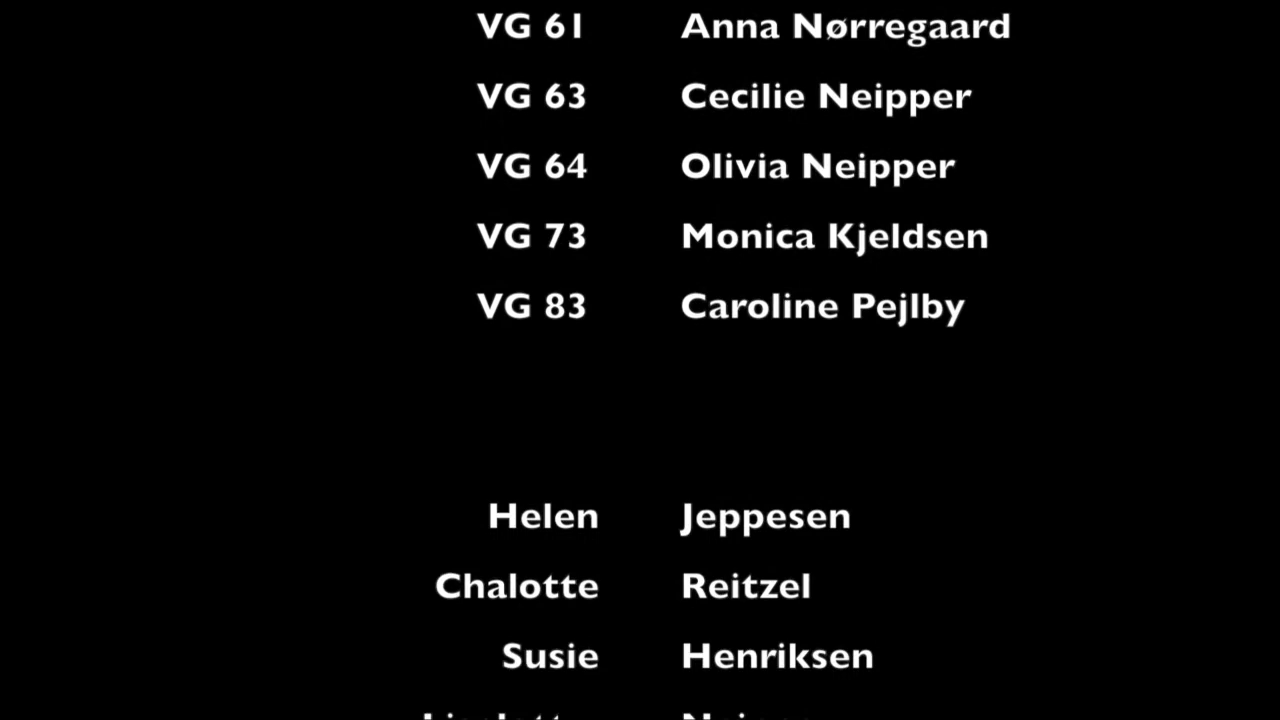 VG 61 Anna Nørregaard
VG 63 Cecilie Neipper
VG 64 Olivia Neipper
VG 73 Monica Kjeldsen
VG 83 Caroline Pejlby
Helen Jeppesen
Chalotte Reitzel
Susie Henriksen